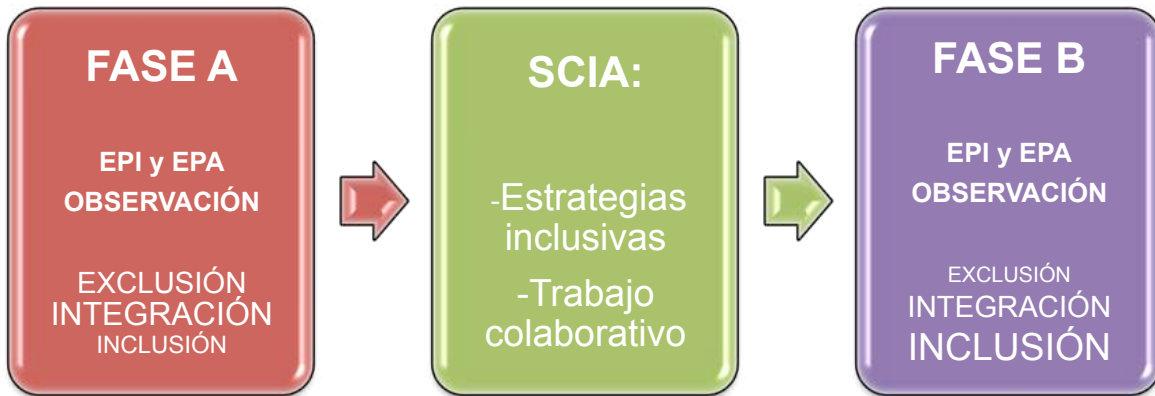 FASE A
EPI y EPA
OBSERVACIÓN
EXCLUSIÓN
INTEGRACIÓN
INCLUSIÓN
SCIA:
-Estrategias
inclusivas
-Trabajo
colaborativo
FASE B
EPI y EPA
OBSERVACIÓN
EXCLUSIÓN
INTEGRACIÓN
INCLUSIÓN